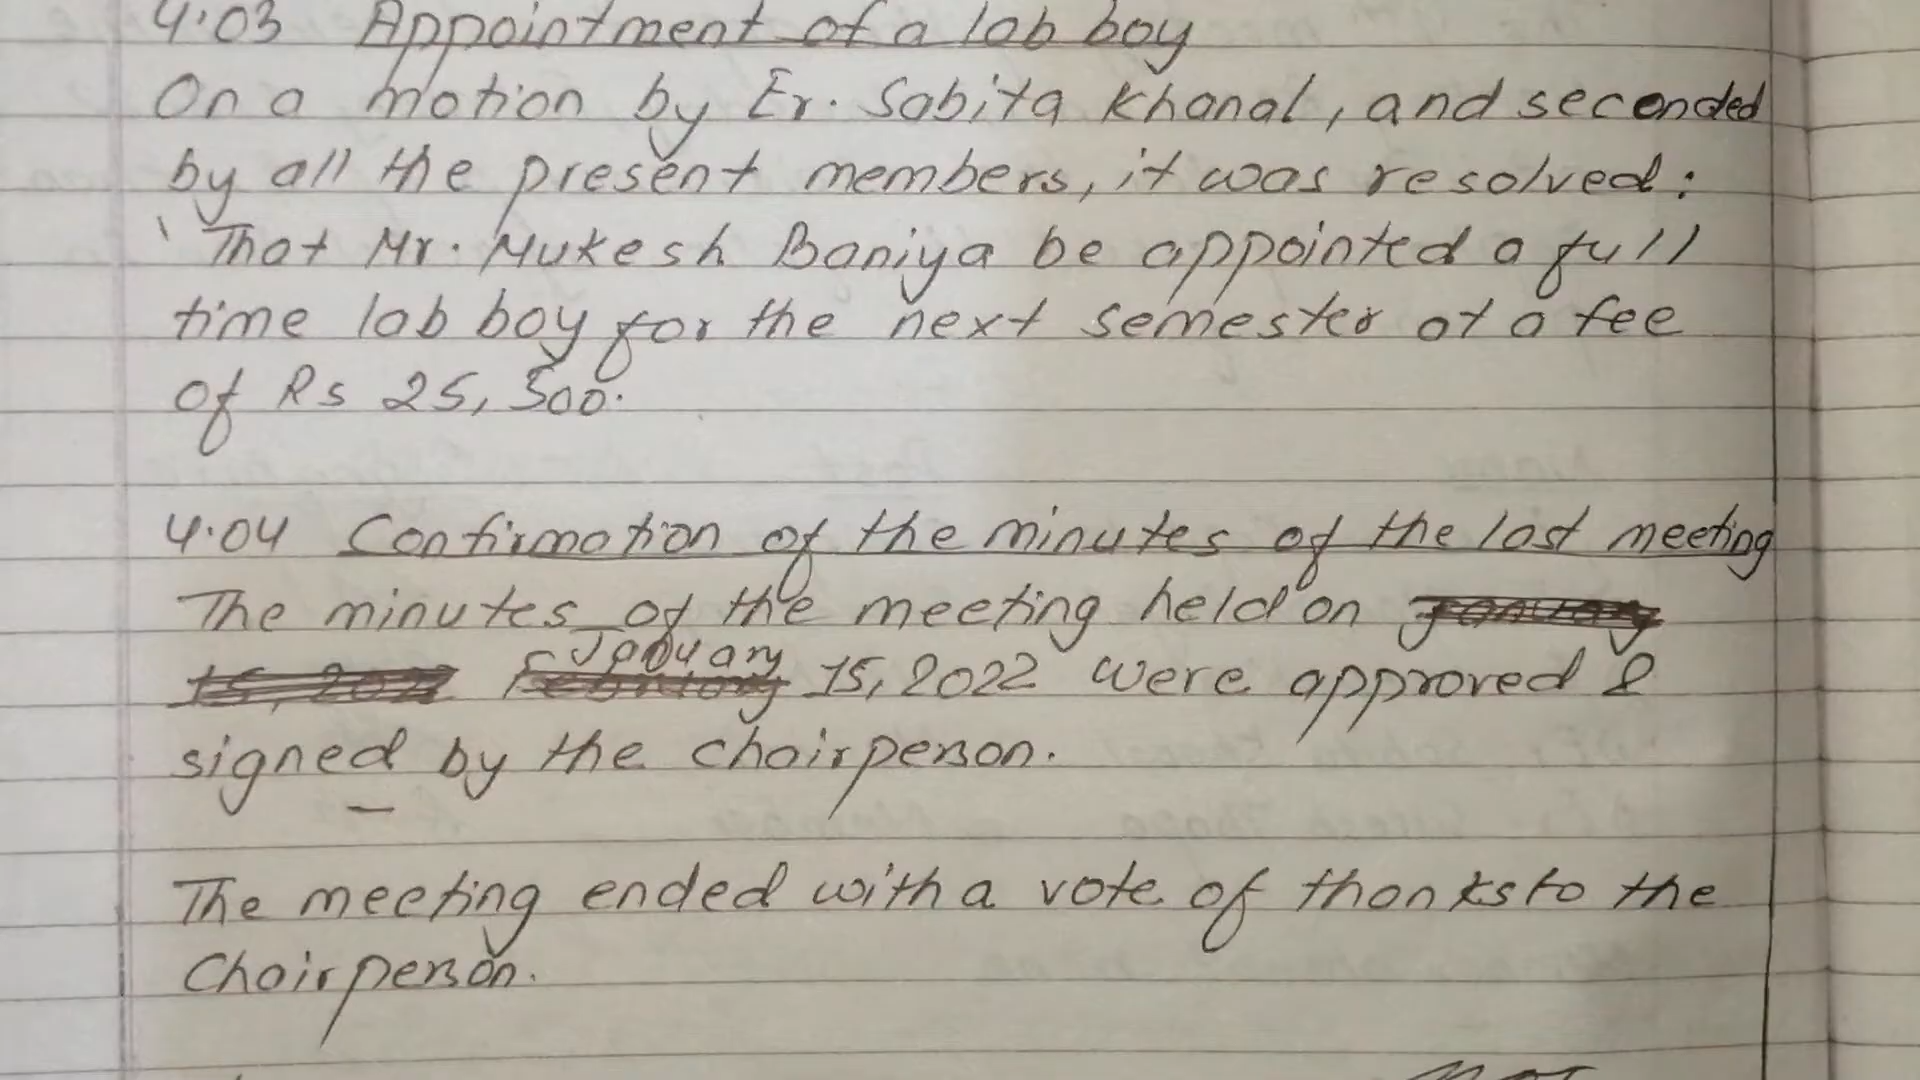 4.03 Appointment of a lab boy
On a motion by Er. Sabita Khanal, and seconded
by all the present members, it was resolved:
' That Mr. Mukesh Baniya be appointed a full
time lab boy for the next semester at a fee
of Rs 25, 500.
4.04 Confirmation of the minutes of the last meeting
The minutes of the meeting held on January
15, 2022 February January 15, 2022 were approved &
signed by the chairperson.
The meeting ended with a vote of thanks to the
Chairperson.